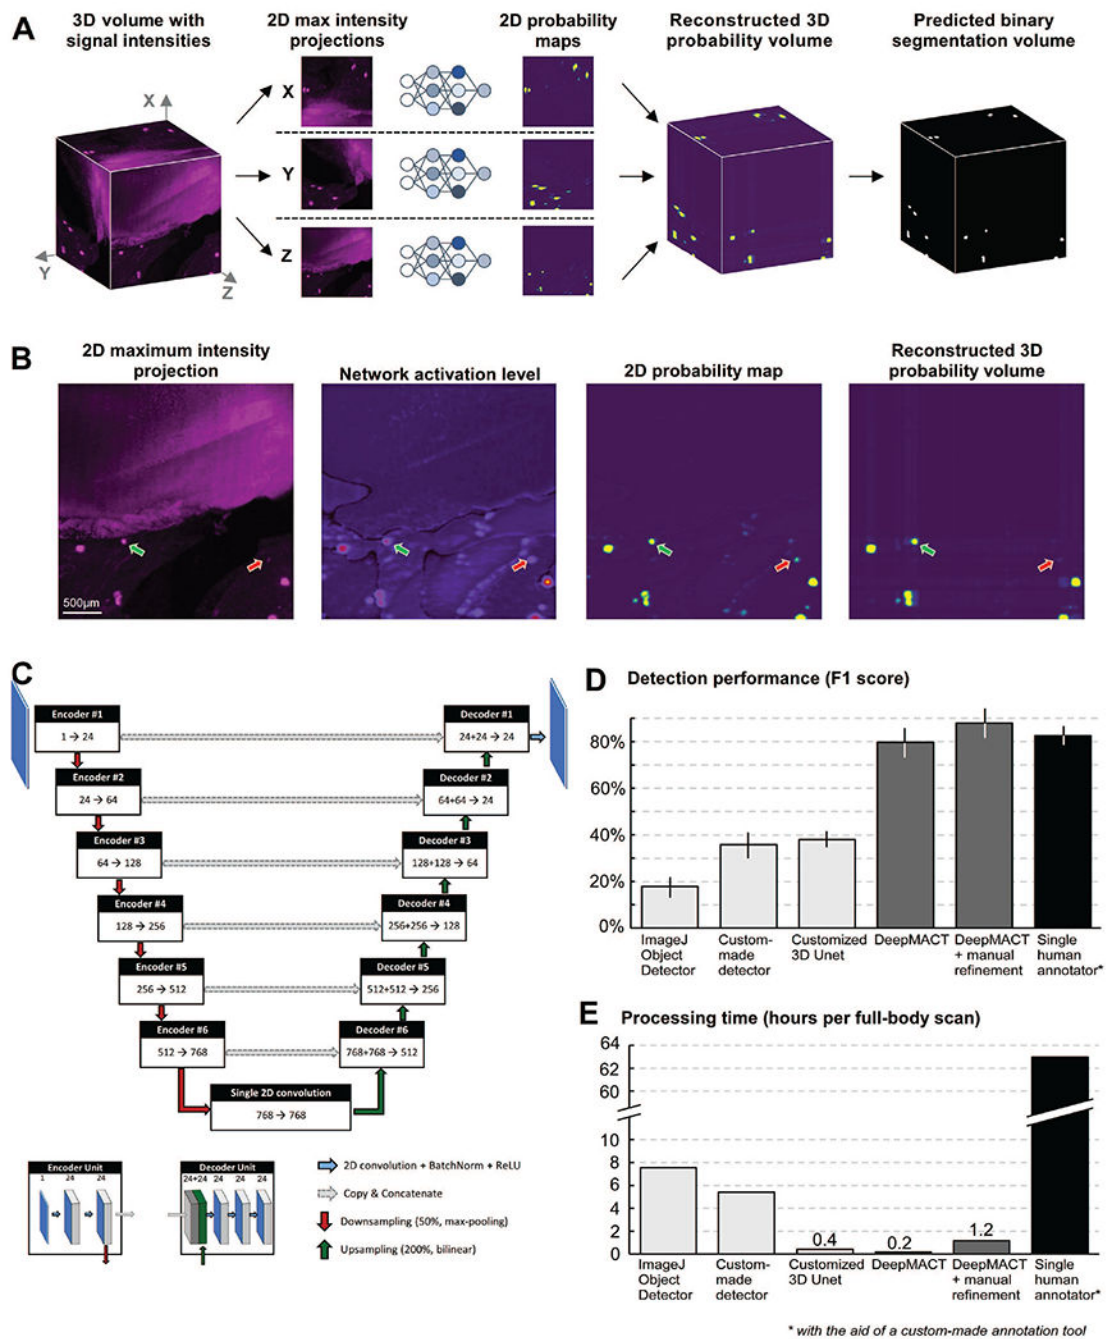 A
3D volume with
signal intensities
2D max intensity
projections
2D probability
maps
Reconstructed 3D
probability volume
Predicted binary
segmentation volume
X
Y
Z
X
Y
Z
B
2D maximum intensity
projection
Network activation level
2D probability map
Reconstructed 3D
probability volume
500µm
C
Encoder #1
1 → 24
Encoder #2
24 → 64
Encoder #3
64 → 128
Encoder #4
128 → 256
Encoder #5
256 → 512
Encoder #6
512 → 768
Single 2D convolution
768 → 768
Decoder #1
24+24 → 24
Decoder #2
64+64 → 24
Decoder #3
128+128 → 64
Decoder #4
256+256 → 128
Decoder #5
512+512 → 256
Decoder #6
768+768 → 512
Encoder Unit
1 24 24
Decoder Unit
24+24 24 24 24
2D convolution + BatchNorm + ReLU
Copy & Concatenate
Downsampling (50%, max-pooling)
Upsampling (200%, bilinear)
D Detection performance (F1 score)
80%
60%
40%
20%
0%
ImageJ
Object
Detector
Custom-
made
detector
Customized
3D Unet
DeepMACT
DeepMACT
+ manual
refinement
Single
human
annotator*
E Processing time (hours per full-body scan)
64
62
60
10
8
6
4
2
0
0.4
0.2
1.2
ImageJ
Object
Detector
Custom-
made
detector
Customized
3D Unet
DeepMACT
DeepMACT
+ manual
refinement
Single
human
annotator*
* with the aid of a custom-made annotation tool